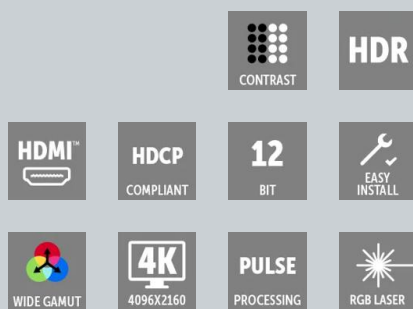 CONTRAST
HDR
HDMI™
HDCP
COMPLIANT
12
BIT
EASY
INSTALL
WIDE GAMUT
4K
4096X2160
PULSE
PROCESSING
RGB LASER